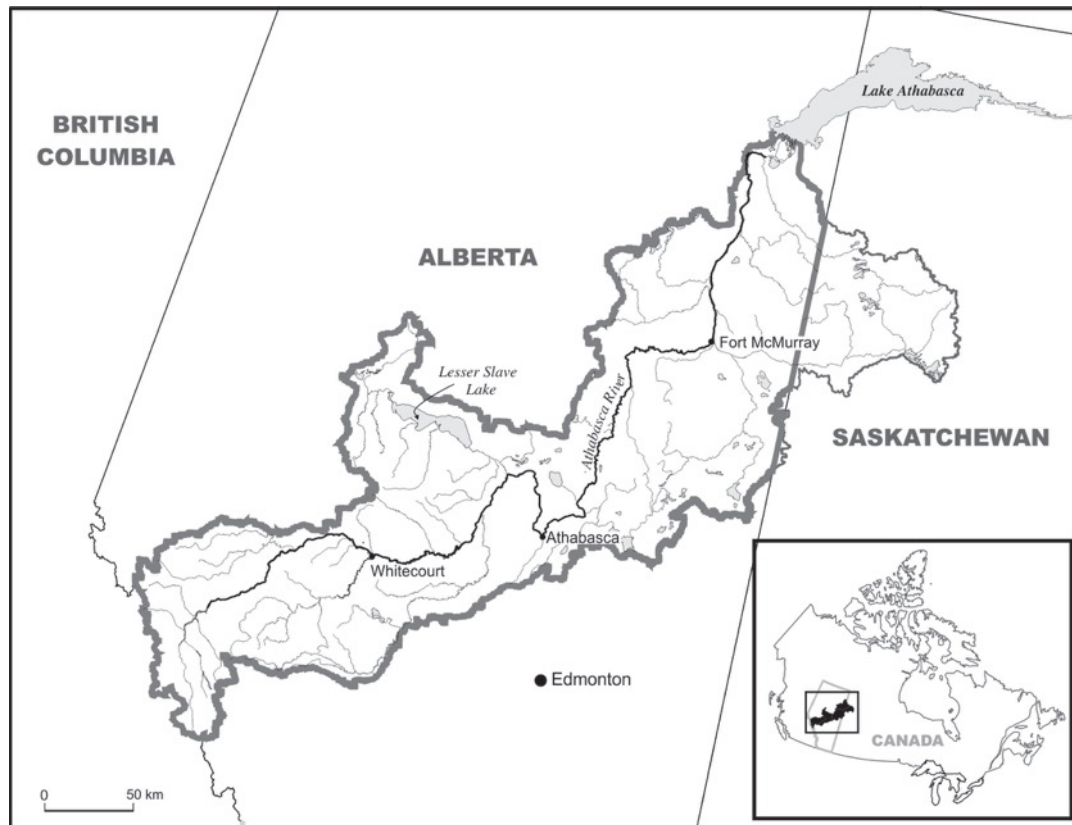 Lake Athabasca
BRITISH
COLUMBIA
ALBERTA
Fort McMurray
Lesser Slave
Lake
Athabasca River
SASKATCHEWAN
Athabasca
Whitecourt
Edmonton
CANADA
0
50 km